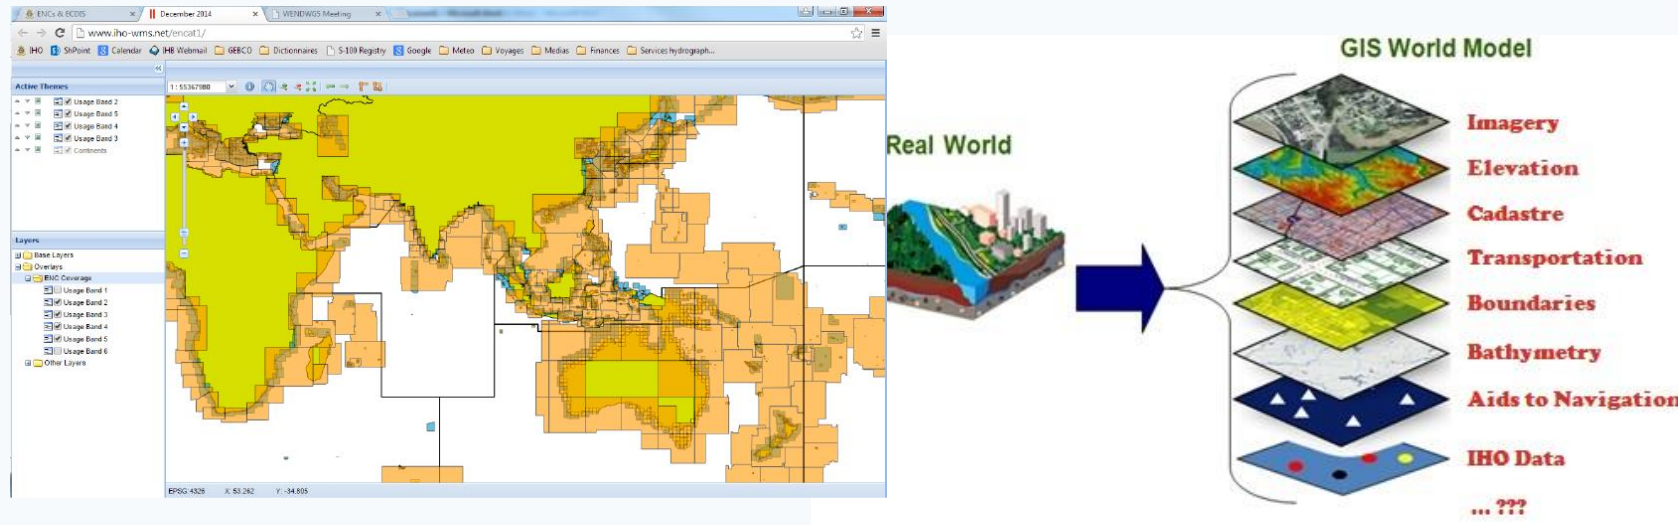 ENCs & ECDIS
December 2014
WENDWG5 Meeting
www.iho-wms.net/encat1/
IHO
ShPoint
Calendar
IHB Webmail
GEBCO
Dictionnaires
S-100 Registry
Google
Meteo
Voyages
Medias
Finances
Services hydrograph...
Active Themes
Usage Band 2
Usage Band 5
Usage Band 4
Usage Band 3
Continents
Layers
Base Layers
Overlays
ENC Coverage
Usage Band 1
Usage Band 2
Usage Band 3
Usage Band 4
Usage Band 5
Usage Band 6
Other Layers
1 : 55367980
EPSG:4326 X: 53.262 Y: -34.805
Real World
GIS World Model
Imagery
Elevation
Cadastre
Transportation
Boundaries
Bathymetry
Aids to Navigation
IHO Data
... ???